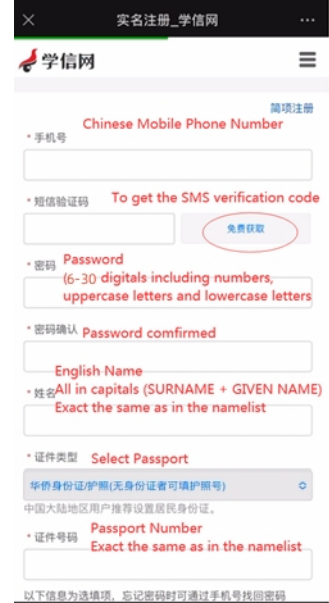 实名注册_学信网
学信网
简项注册
Chinese Mobile Phone Number
* 手机号
* 短信验证码 To get the SMS verification code
免费获取
* 密码 Password
(6-30 digitals including numbers,
uppercase letters and lowercase letters
* 密码确认 Password comfirmed
English Name
* 姓名 All in capitals (SURNAME + GIVEN NAME)
Exact the same as in the namelist
* 证件类型 Select Passport
华侨身份证/护照(无身份证者可填护照号)
中国大陆地区用户推荐设置居民身份证。
Passport Number
* 证件号码 Exact the same as in the namelist
以下信息为选填项，忘记密码时可通过手机号找回密码